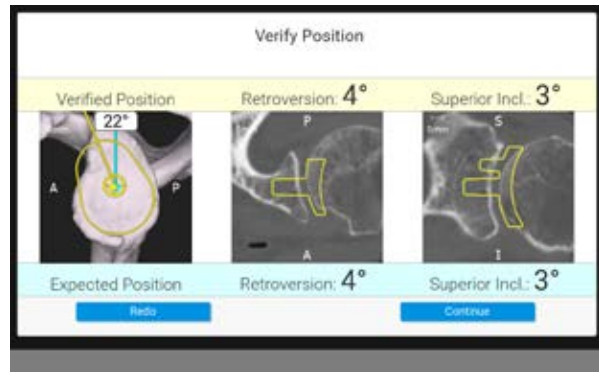 Verify Position
Verified Position Retroversion: 4° Superior Incl.: 3°
22° P S
A P
A I
Expected Position Retroversion: 4° Superior Incl.: 3°
Redo Continue